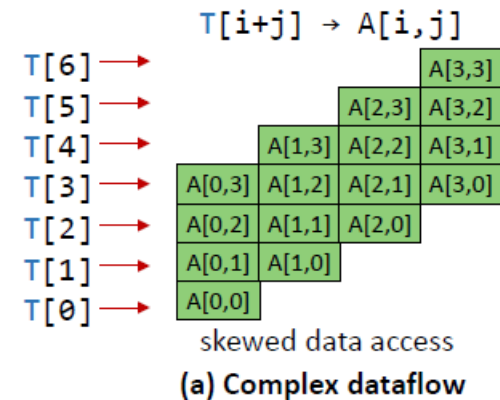 T[i+j] → A[i,j]
T[6] A[3,3]
T[5] A[2,3] A[3,2]
T[4] A[1,3] A[2,2] A[3,1]
T[3] A[0,3] A[1,2] A[2,1] A[3,0]
T[2] A[0,2] A[1,1] A[2,0]
T[1] A[0,1] A[1,0]
T[0] A[0,0]
skewed data access
(a) Complex dataflow